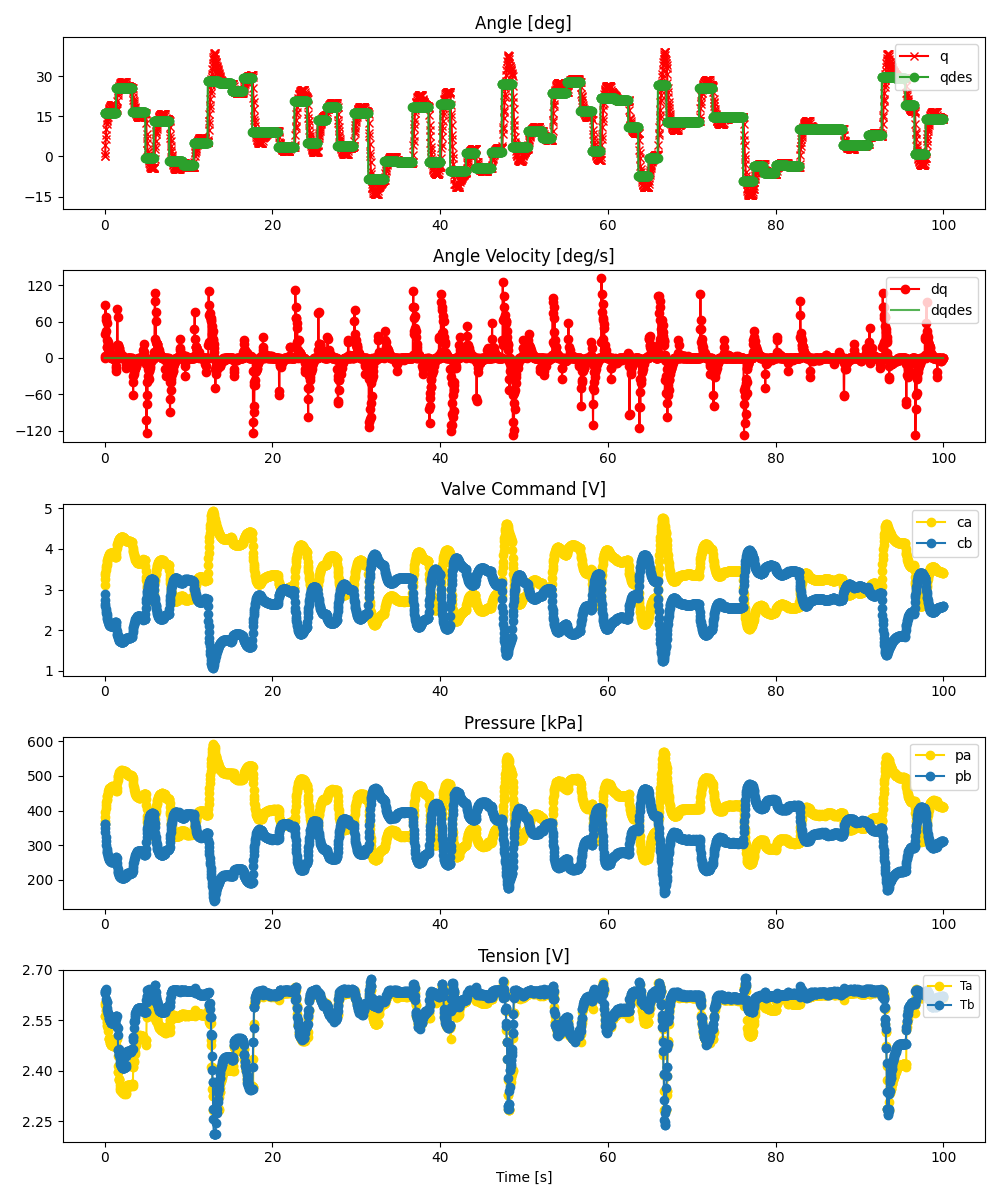 Angle [deg]
30
15
0
−15
q
qdes
0 20 40 60 80 100
Angle Velocity [deg/s]
120
60
0
−60
−120
dq
dqdes
0 20 40 60 80 100
Valve Command [V]
5
4
3
2
1
ca
cb
0 20 40 60 80 100
Pressure [kPa]
600
500
400
300
200
pa
pb
0 20 40 60 80 100
Tension [V]
2.70
2.55
2.40
2.25
Ta
Tb
0 20 40 60 80 100
Time [s]